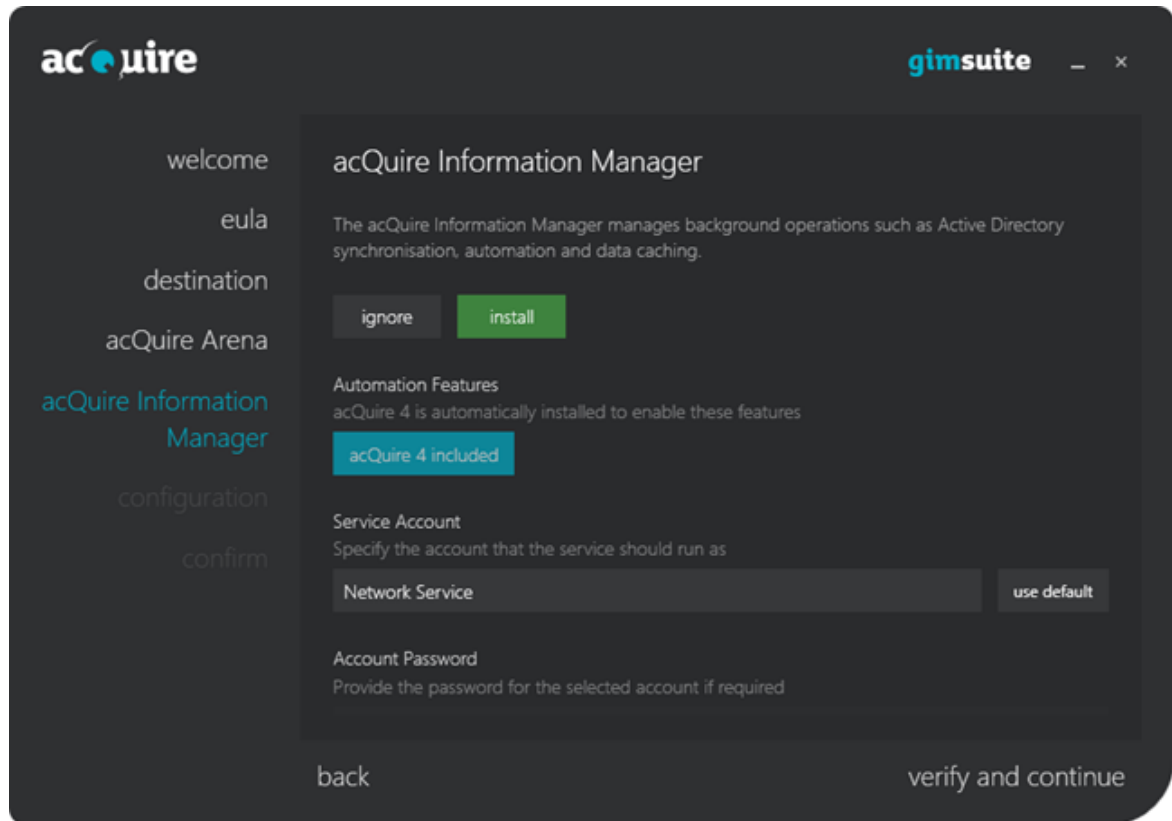 acQuire
gimsuite
welcome
eula
destination
acQuire Arena
acQuire Information
Manager
configuration
confirm
acQuire Information Manager
The acQuire Information Manager manages background operations such as Active Directory
synchronisation, automation and data caching.
ignore
install
Automation Features
acQuire 4 is automatically installed to enable these features
acQuire 4 included
Service Account
Specify the account that the service should run as
Network Service
use default
Account Password
Provide the password for the selected account if required
back
verify and continue